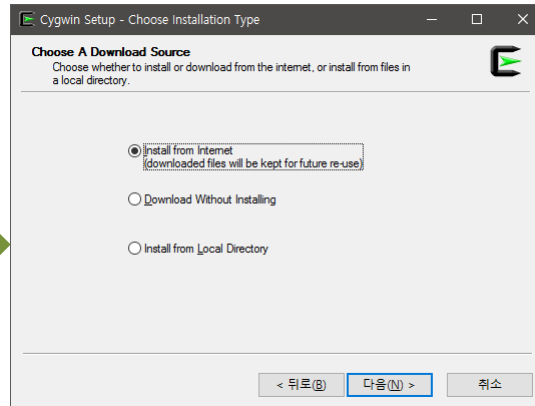 Cygwin Setup - Choose Installation Type
Choose A Download Source
Choose whether to install or download from the internet, or install from files in
a local directory.
Install from Internet
(downloaded files will be kept for future re-use)
Download Without Installing
Install from Local Directory
< 뒤로(B)
다음(N) >
취소